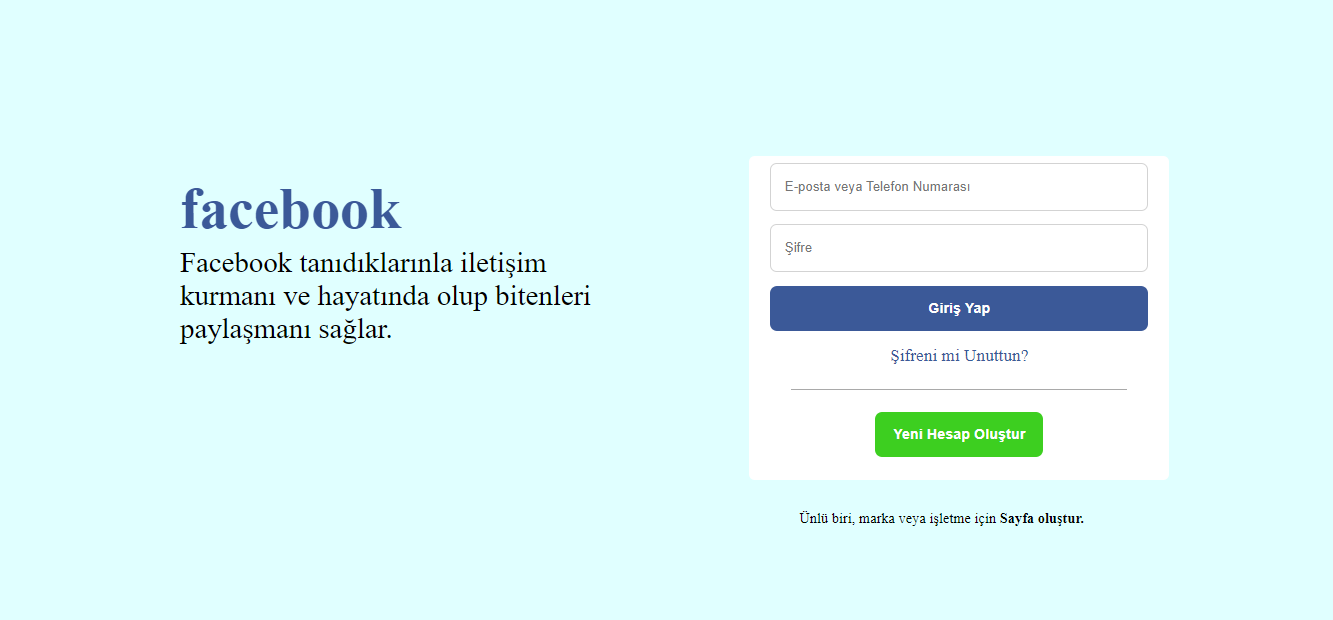 facebook
Facebook tanıdıklarınla iletişim
kurmanı ve hayatında olup bitenleri
paylaşmanı sağlar.
E-posta veya Telefon Numarası
Şifre
Giriş Yap
Şifreni mi Unuttun?
Yeni Hesap Oluştur
Ünlü biri, marka veya işletme için Sayfa oluştur.